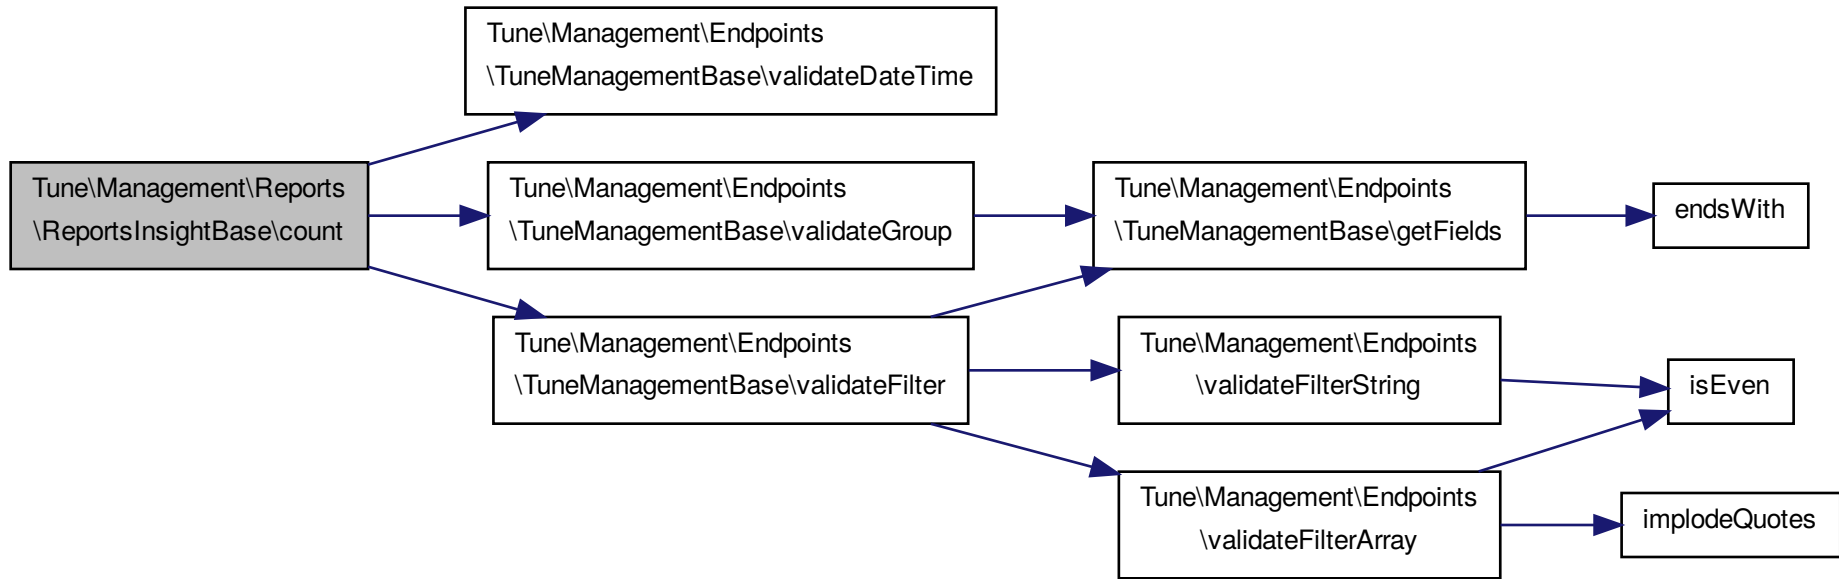 Tune\Management\Endpoints
\TuneManagementBase\validateDateTime
Tune\Management\Reports
\ReportsInsightBase\count
Tune\Management\Endpoints
\TuneManagementBase\validateGroup
Tune\Management\Endpoints
\TuneManagementBase\getFields
endsWith
Tune\Management\Endpoints
\TuneManagementBase\validateFilter
Tune\Management\Endpoints
\validateFilterString
isEven
Tune\Management\Endpoints
\validateFilterArray
implodeQuotes